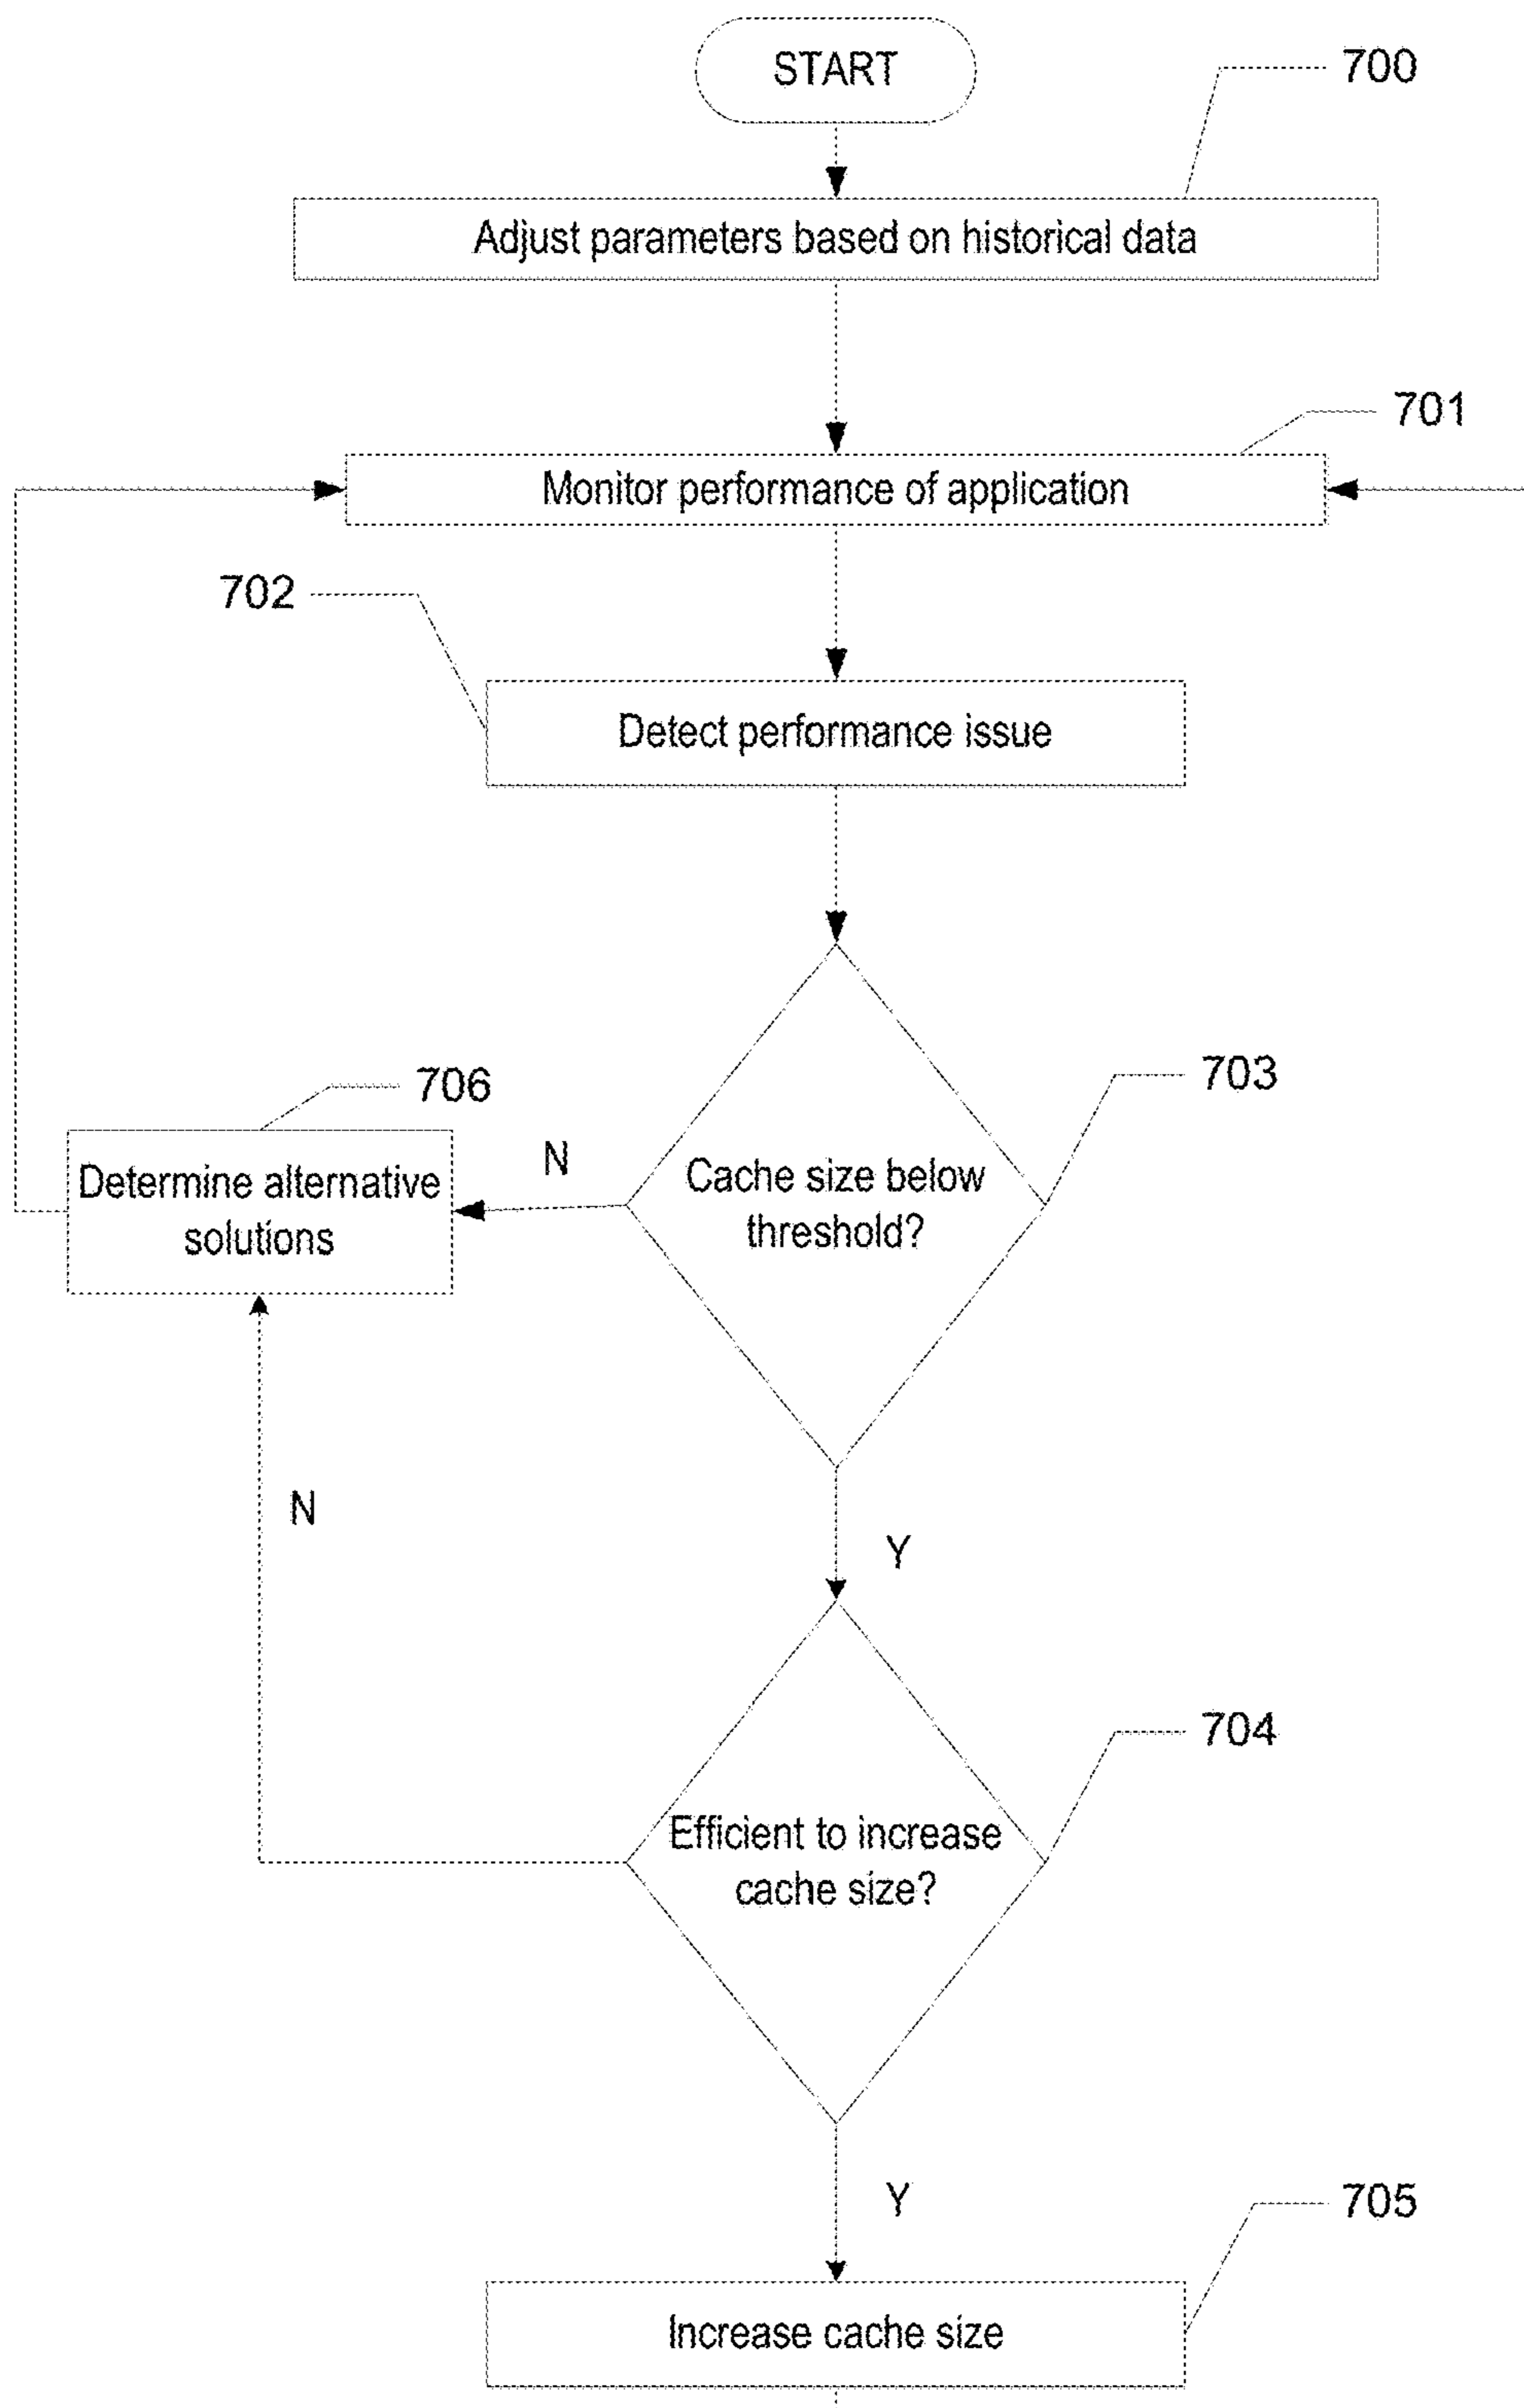 START
700
Adjust parameters based on historical data
701
Monitor performance of application
702
Detect performance issue
703
Cache size below
threshold?
706
Determine alternative
solutions
N
N
Y
704
Efficient to increase
cache size?
Y
705
Increase cache size